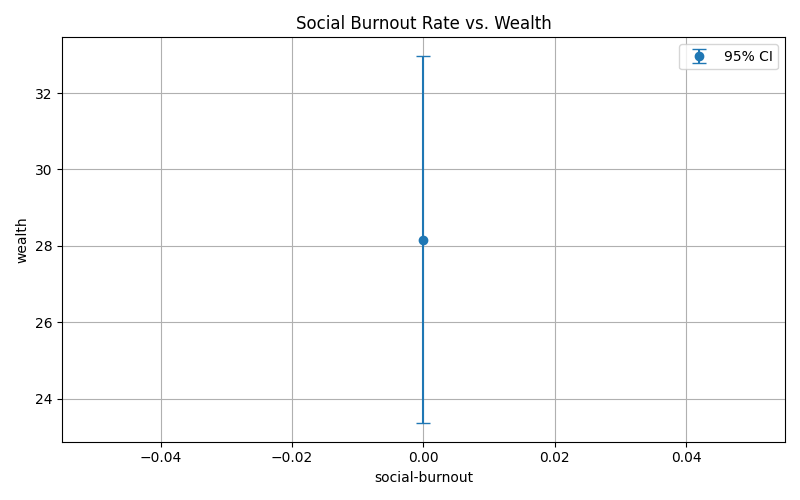 Social Burnout Rate vs. Wealth
95% CI
32
30
28
26
24
wealth
−0.04 −0.02 0.00 0.02 0.04
social-burnout